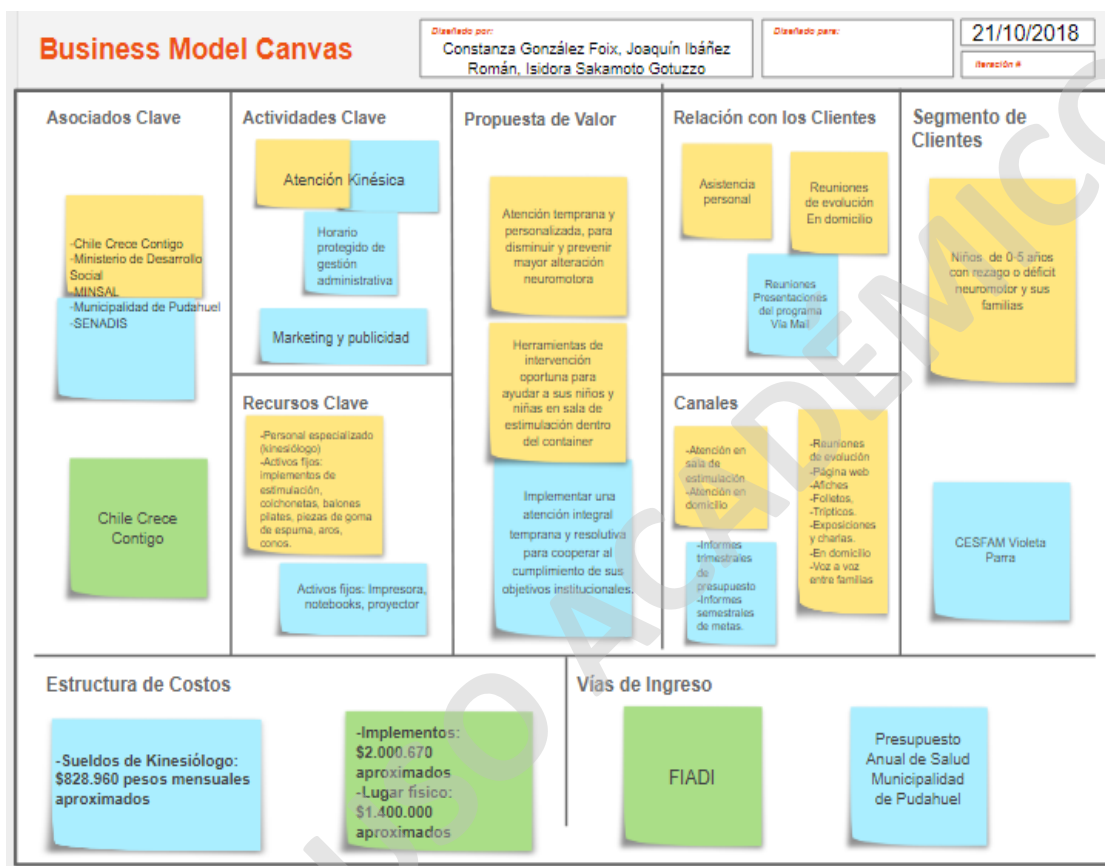 Business Model Canvas
Diseñado por:
Constanza González Foix, Joaquín Ibáñez
Román, Isidora Sakamoto Gotuzzo
Diseñado para:
21/10/2018
Iteración #
Asociados Clave
-Chile Crece Contigo
-Ministerio de Desarrollo
Social
-MINSAL
-Municipalidad de Pudahuel
-SENADIS
Chile Crece
Contigo
Actividades Clave
Atención Kinésica
Horario
protegido de
gestión
administrativa
Marketing y publicidad
Recursos Clave
-Personal especializado
(kinesiólogo)
-Activos fijos:
implementos de
estimulación,
colchonetas, balones
pilates, piezas de goma
de espuma, aros,
conos.
Activos fijos: Impresora,
notebooks, proyector
Propuesta de Valor
Atención temprana y
personalizada, para
disminuir y prevenir
mayor alteración
neuromotora
Herramientas de
intervención
oportuna para
ayudar a sus niños y
niñas en sala de
estimulación dentro
del container
Implementar una
atención integral
temprana y resolutiva
para cooperar al
cumplimiento de sus
objetivos institucionales.
Relación con los Clientes
Asistencia
personal
Reuniones
de evolución
En domicilio
Reuniones
Presentaciones
del programa
Vía Mail
Canales
-Atención en
sala de
estimulación
-Atención en
domicilio
-Informes
trimestrales
de
presupuesto
-Informes
semestrales
de metas.
-Reuniones
de evolución
-Página web
-Afiches
-Folletos,
-Trípticos.
-Exposiciones
y charlas.
-En domicilio
-Voz a voz
entre familias
Segmento de
Clientes
Niños de 0-5 años
con rezago o déficit
neuromotor y sus
familias
CESFAM Violeta
Parra
Estructura de Costos
-Sueldos de Kinesiólogo:
$828.960 pesos mensuales
aproximados
-Implementos:
$2.000.670
aproximados
-Lugar físico:
$1.400.000
aproximados
Vías de Ingreso
FIADI
Presupuesto
Anual de Salud
Municipalidad
de Pudahuel
USO ACADEMICO